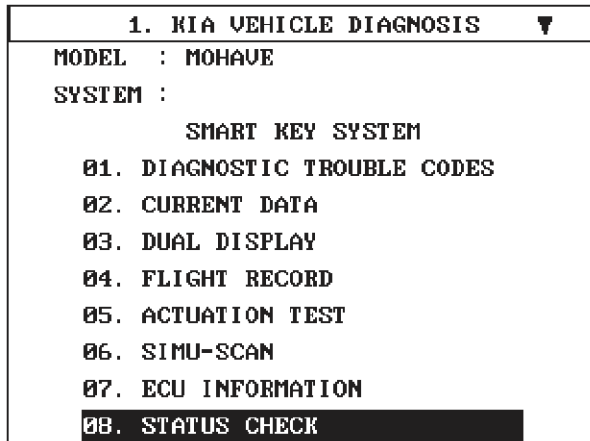 1. KIA VEHICLE DIAGNOSIS ▼
MODEL : MOHAVE
SYSTEM :
SMART KEY SYSTEM
01. DIAGNOSTIC TROUBLE CODES
02. CURRENT DATA
03. DUAL DISPLAY
04. FLIGHT RECORD
05. ACTUATION TEST
06. SIMU-SCAN
07. ECU INFORMATION
08. STATUS CHECK